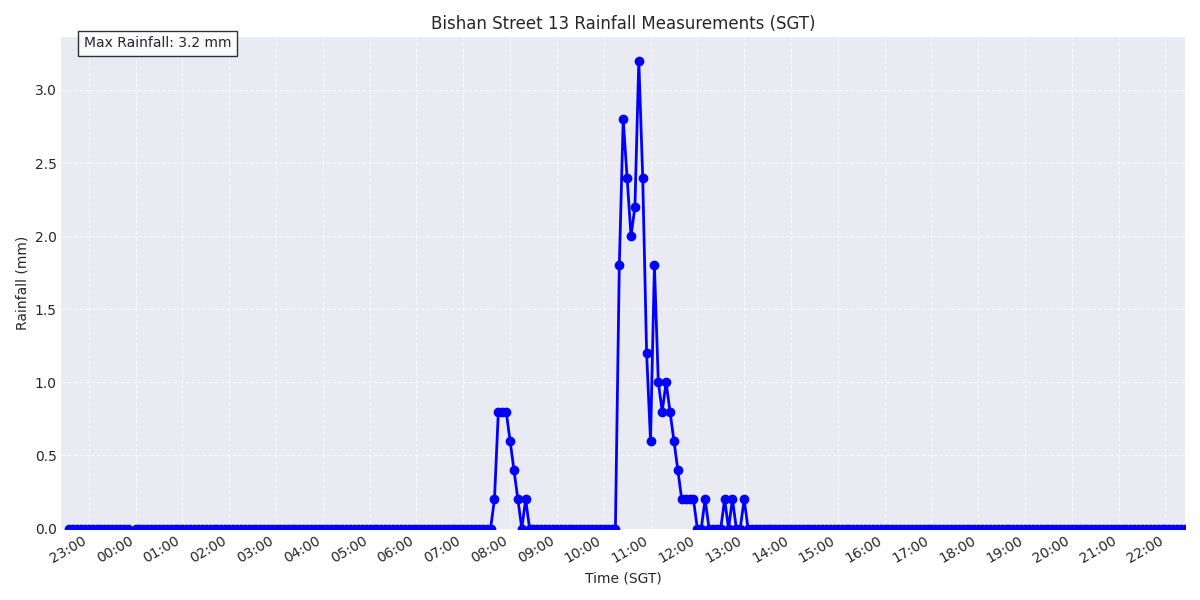 Bishan Street 13 Rainfall Measurements (SGT)
Max Rainfall: 3.2 mm
3.0
2.5
2.0
1.5
1.0
0.5
0.0
Rainfall (mm)
23:00 00:00 01:00 02:00 03:00 04:00 05:00 06:00 07:00 08:00 09:00 10:00 11:00 12:00 13:00 14:00 15:00 16:00 17:00 18:00 19:00 20:00 21:00 22:00
Time (SGT)